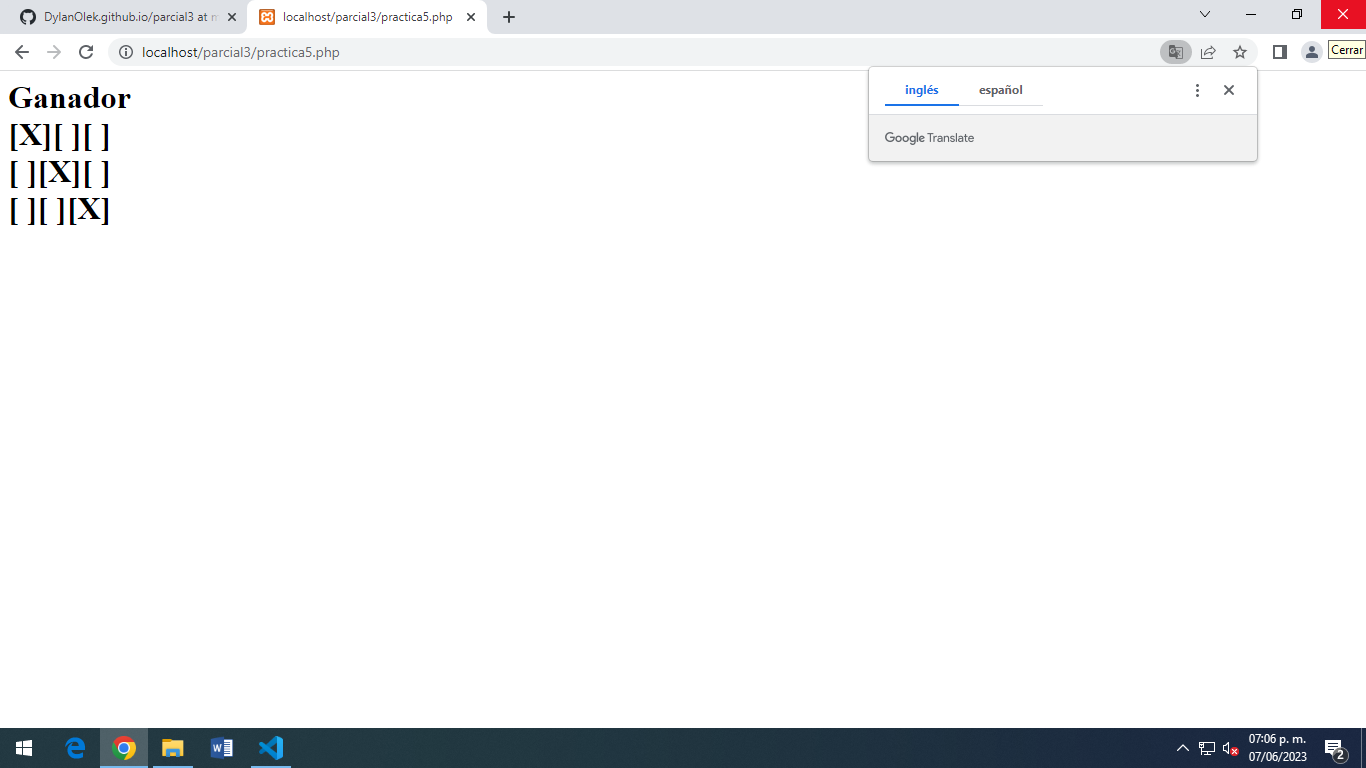 DylanOlek.github.io/parcial3 at m
localhost/parcial3/practica5.php
localhost/parcial3/practica5.php
Cerrar
inglés
español
Google Translate
Ganador
[X][ ][ ]
[ ][X][ ]
[ ][ ][X]
07:06 p. m.
07/06/2023
2